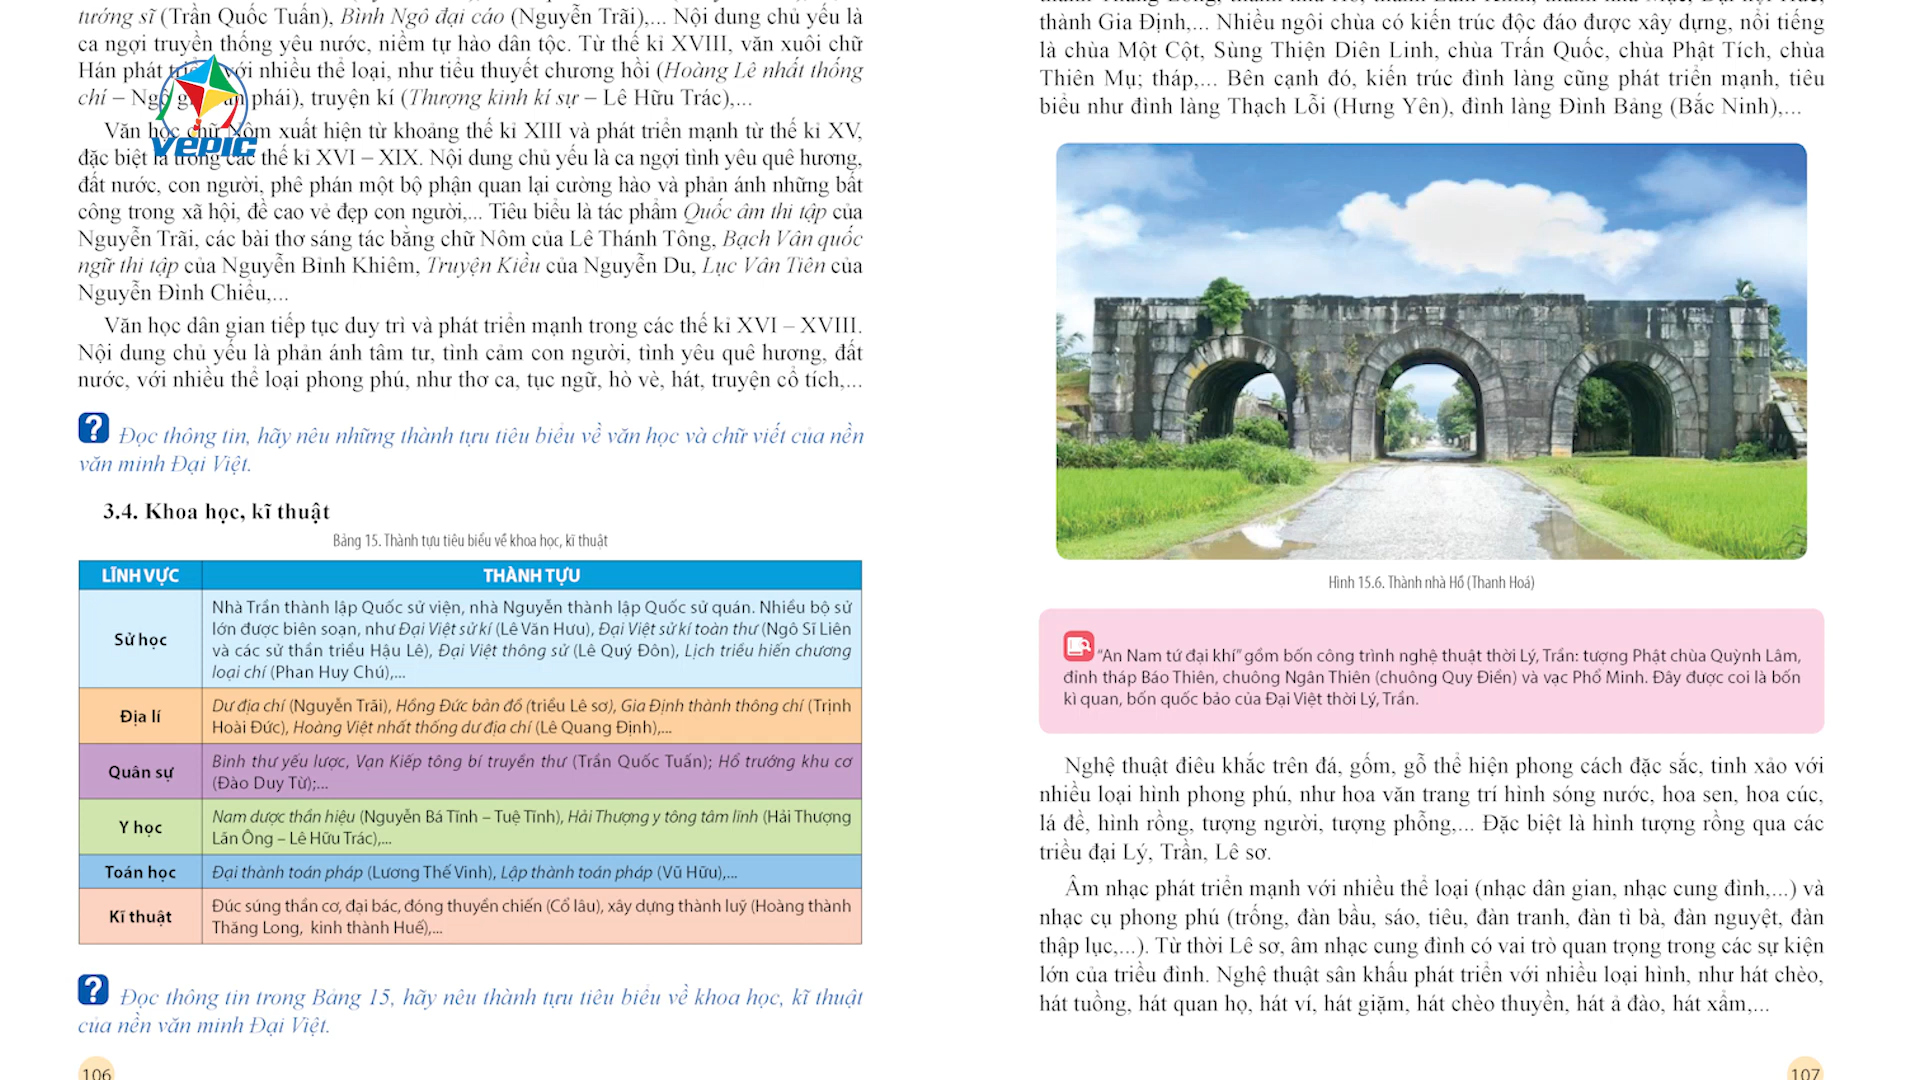 tướng sĩ (Trần Quốc Tuấn), Bình Ngô đại cáo (Nguyễn Trãi),... Nội dung chủ yếu là
ca ngợi truyền thống yêu nước, niềm tự hào dân tộc. Từ thế kỉ XVIII, văn xuôi chữ
Hán phát triển với nhiều thể loại, như tiểu thuyết chương hồi (Hoàng Lê nhất thống
chí – Ngô gia văn phái), truyện kí (Thượng kinh kí sự – Lê Hữu Trác),...
VEPIC
Văn học chữ Nôm xuất hiện từ khoảng thế kỉ XIII và phát triển mạnh từ thế kỉ XV,
đặc biệt là trong các thế kỉ XVI – XIX. Nội dung chủ yếu là ca ngợi tình yêu quê hương,
đất nước, con người, phê phán một bộ phận quan lại cường hào và phản ánh những bất
công trong xã hội, đề cao vẻ đẹp con người,... Tiêu biểu là tác phẩm Quốc âm thi tập của
Nguyễn Trãi, các bài thơ sáng tác bằng chữ Nôm của Lê Thánh Tông, Bạch Vân quốc
ngữ thi tập của Nguyễn Bỉnh Khiêm, Truyện Kiều của Nguyễn Du, Lục Vân Tiên của
Nguyễn Đình Chiểu,...
Văn học dân gian tiếp tục duy trì và phát triển mạnh trong các thế kỉ XVI – XVIII.
Nội dung chủ yếu là phản ánh tâm tư, tình cảm con người, tình yêu quê hương, đất
nước, với nhiều thể loại phong phú, như thơ ca, tục ngữ, hò vè, hát, truyện cổ tích,...
? Đọc thông tin, hãy nêu những thành tựu tiêu biểu về văn học và chữ viết của nền
văn minh Đại Việt.
3.4. Khoa học, kĩ thuật
Bảng 15. Thành tựu tiêu biểu về khoa học, kĩ thuật
LĨNH VỰC THÀNH TỰU
Sử học
Nhà Trần thành lập Quốc sử viện, nhà Nguyễn thành lập Quốc sử quán. Nhiều bộ sử
lớn được biên soạn, như Đại Việt sử kí (Lê Văn Hưu), Đại Việt sử kí toàn thư (Ngô Sĩ Liên
và các sử thần triều Hậu Lê), Đại Việt thông sử (Lê Quý Đôn), Lịch triều hiến chương
loại chí (Phan Huy Chú),...
Địa lí
Dư địa chí (Nguyễn Trãi), Hồng Đức bản đồ (triều Lê sơ), Gia Định thành thông chí (Trịnh
Hoài Đức), Hoàng Việt nhất thống dư địa chí (Lê Quang Định),...
Quân sự
Binh thư yếu lược, Vạn Kiếp tông bí truyền thư (Trần Quốc Tuấn); Hổ trướng khu cơ
(Đào Duy Từ);...
Y học
Nam dược thần hiệu (Nguyễn Bá Tĩnh – Tuệ Tĩnh), Hải Thượng y tông tâm lĩnh (Hải Thượng
Lãn Ông – Lê Hữu Trác),...
Toán học
Đại thành toán pháp (Lương Thế Vinh), Lập thành toán pháp (Vũ Hữu),...
Kĩ thuật
Đúc súng thần cơ, đại bác, đóng thuyền chiến (Cổ lâu), xây dựng thành luỹ (Hoàng thành
Thăng Long, kinh thành Huế),...
? Đọc thông tin trong Bảng 15, hãy nêu thành tựu tiêu biểu về khoa học, kĩ thuật
của nền văn minh Đại Việt.
106
thành Gia Định,... Nhiều ngôi chùa có kiến trúc độc đáo được xây dựng, nổi tiếng
là chùa Một Cột, Sùng Thiện Diên Linh, chùa Trấn Quốc, chùa Phật Tích, chùa
Thiên Mụ; tháp,... Bên cạnh đó, kiến trúc đình làng cũng phát triển mạnh, tiêu
biểu như đình làng Thạch Lỗi (Hưng Yên), đình làng Đình Bảng (Bắc Ninh),...
Hình 15.6. Thành nhà Hồ (Thanh Hoá)
“An Nam tứ đại khí” gồm bốn công trình nghệ thuật thời Lý, Trần: tượng Phật chùa Quỳnh Lâm,
đỉnh tháp Báo Thiên, chuông Ngân Thiên (chuông Quy Điền) và vạc Phổ Minh. Đây được coi là bốn
kì quan, bốn quốc bảo của Đại Việt thời Lý, Trần.
Nghệ thuật điêu khắc trên đá, gốm, gỗ thể hiện phong cách đặc sắc, tinh xảo với
nhiều loại hình phong phú, như hoa văn trang trí hình sóng nước, hoa sen, hoa cúc,
lá đề, hình rồng, tượng người, tượng phỗng,... Đặc biệt là hình tượng rồng qua các
triều đại Lý, Trần, Lê sơ.
Âm nhạc phát triển mạnh với nhiều thể loại (nhạc dân gian, nhạc cung đình,...) và
nhạc cụ phong phú (trống, đàn bầu, sáo, tiêu, đàn tranh, đàn tì bà, đàn nguyệt, đàn
thập lục,...). Từ thời Lê sơ, âm nhạc cung đình có vai trò quan trọng trong các sự kiện
lớn của triều đình. Nghệ thuật sân khấu phát triển với nhiều loại hình, như hát chèo,
hát tuồng, hát quan họ, hát ví, hát giặm, hát chèo thuyền, hát ả đào, hát xẩm,...
107